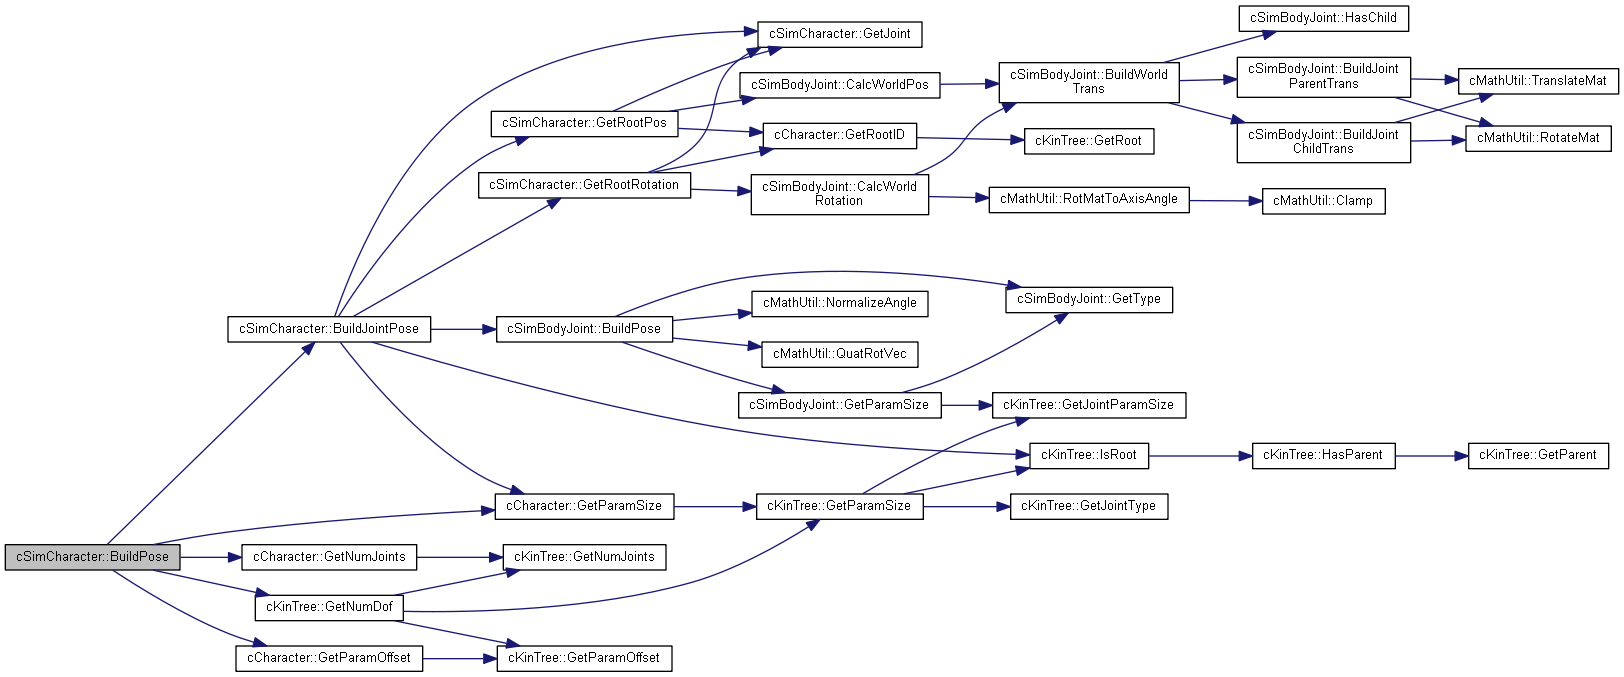 cSimCharacter::BuildPose
cSimCharacter::BuildJointPose
cCharacter::GetNumJoints
cKinTree::GetNumDof
cCharacter::GetParamOffset
cSimCharacter::GetRootPos
cSimCharacter::GetRootRotation
cSimBodyJoint::BuildPose
cCharacter::GetParamSize
cKinTree::GetNumJoints
cKinTree::GetParamOffset
cSimCharacter::GetJoint
cSimBodyJoint::CalcWorldPos
cCharacter::GetRootID
cSimBodyJoint::CalcWorld
Rotation
cMathUtil::NormalizeAngle
cMathUtil::QuatRotVec
cSimBodyJoint::GetParamSize
cKinTree::GetParamSize
cSimBodyJoint::BuildWorld
Trans
cKinTree::GetRoot
cMathUtil::RotMatToAxisAngle
cSimBodyJoint::GetType
cKinTree::GetJointParamSize
cKinTree::IsRoot
cKinTree::GetJointType
cSimBodyJoint::HasChild
cSimBodyJoint::BuildJoint
ParentTrans
cSimBodyJoint::BuildJoint
ChildTrans
cMathUtil::Clamp
cKinTree::HasParent
cMathUtil::TranslateMat
cMathUtil::RotateMat
cKinTree::GetParent